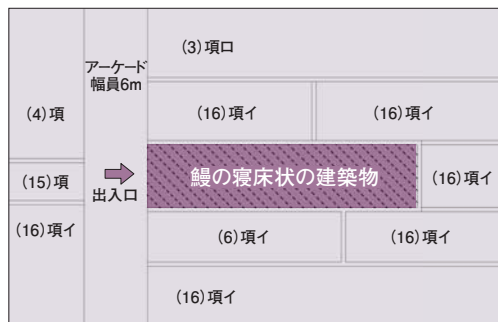 (3)項ロ
アーケード
幅員6m
(4)項
(16)項イ
(16)項イ
(15)項
出入口
鰻の寝床状の建築物
(16)項イ
(16)項イ
(6)項イ
(16)項イ
(16)項イ